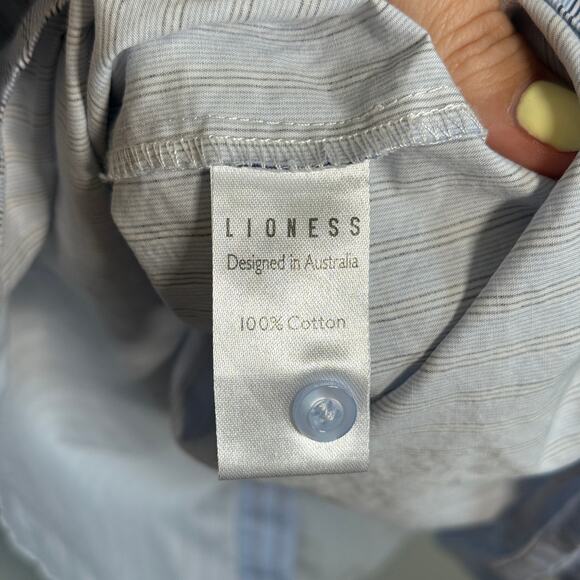 LIONESS
Designed in Australia
100% Cotton